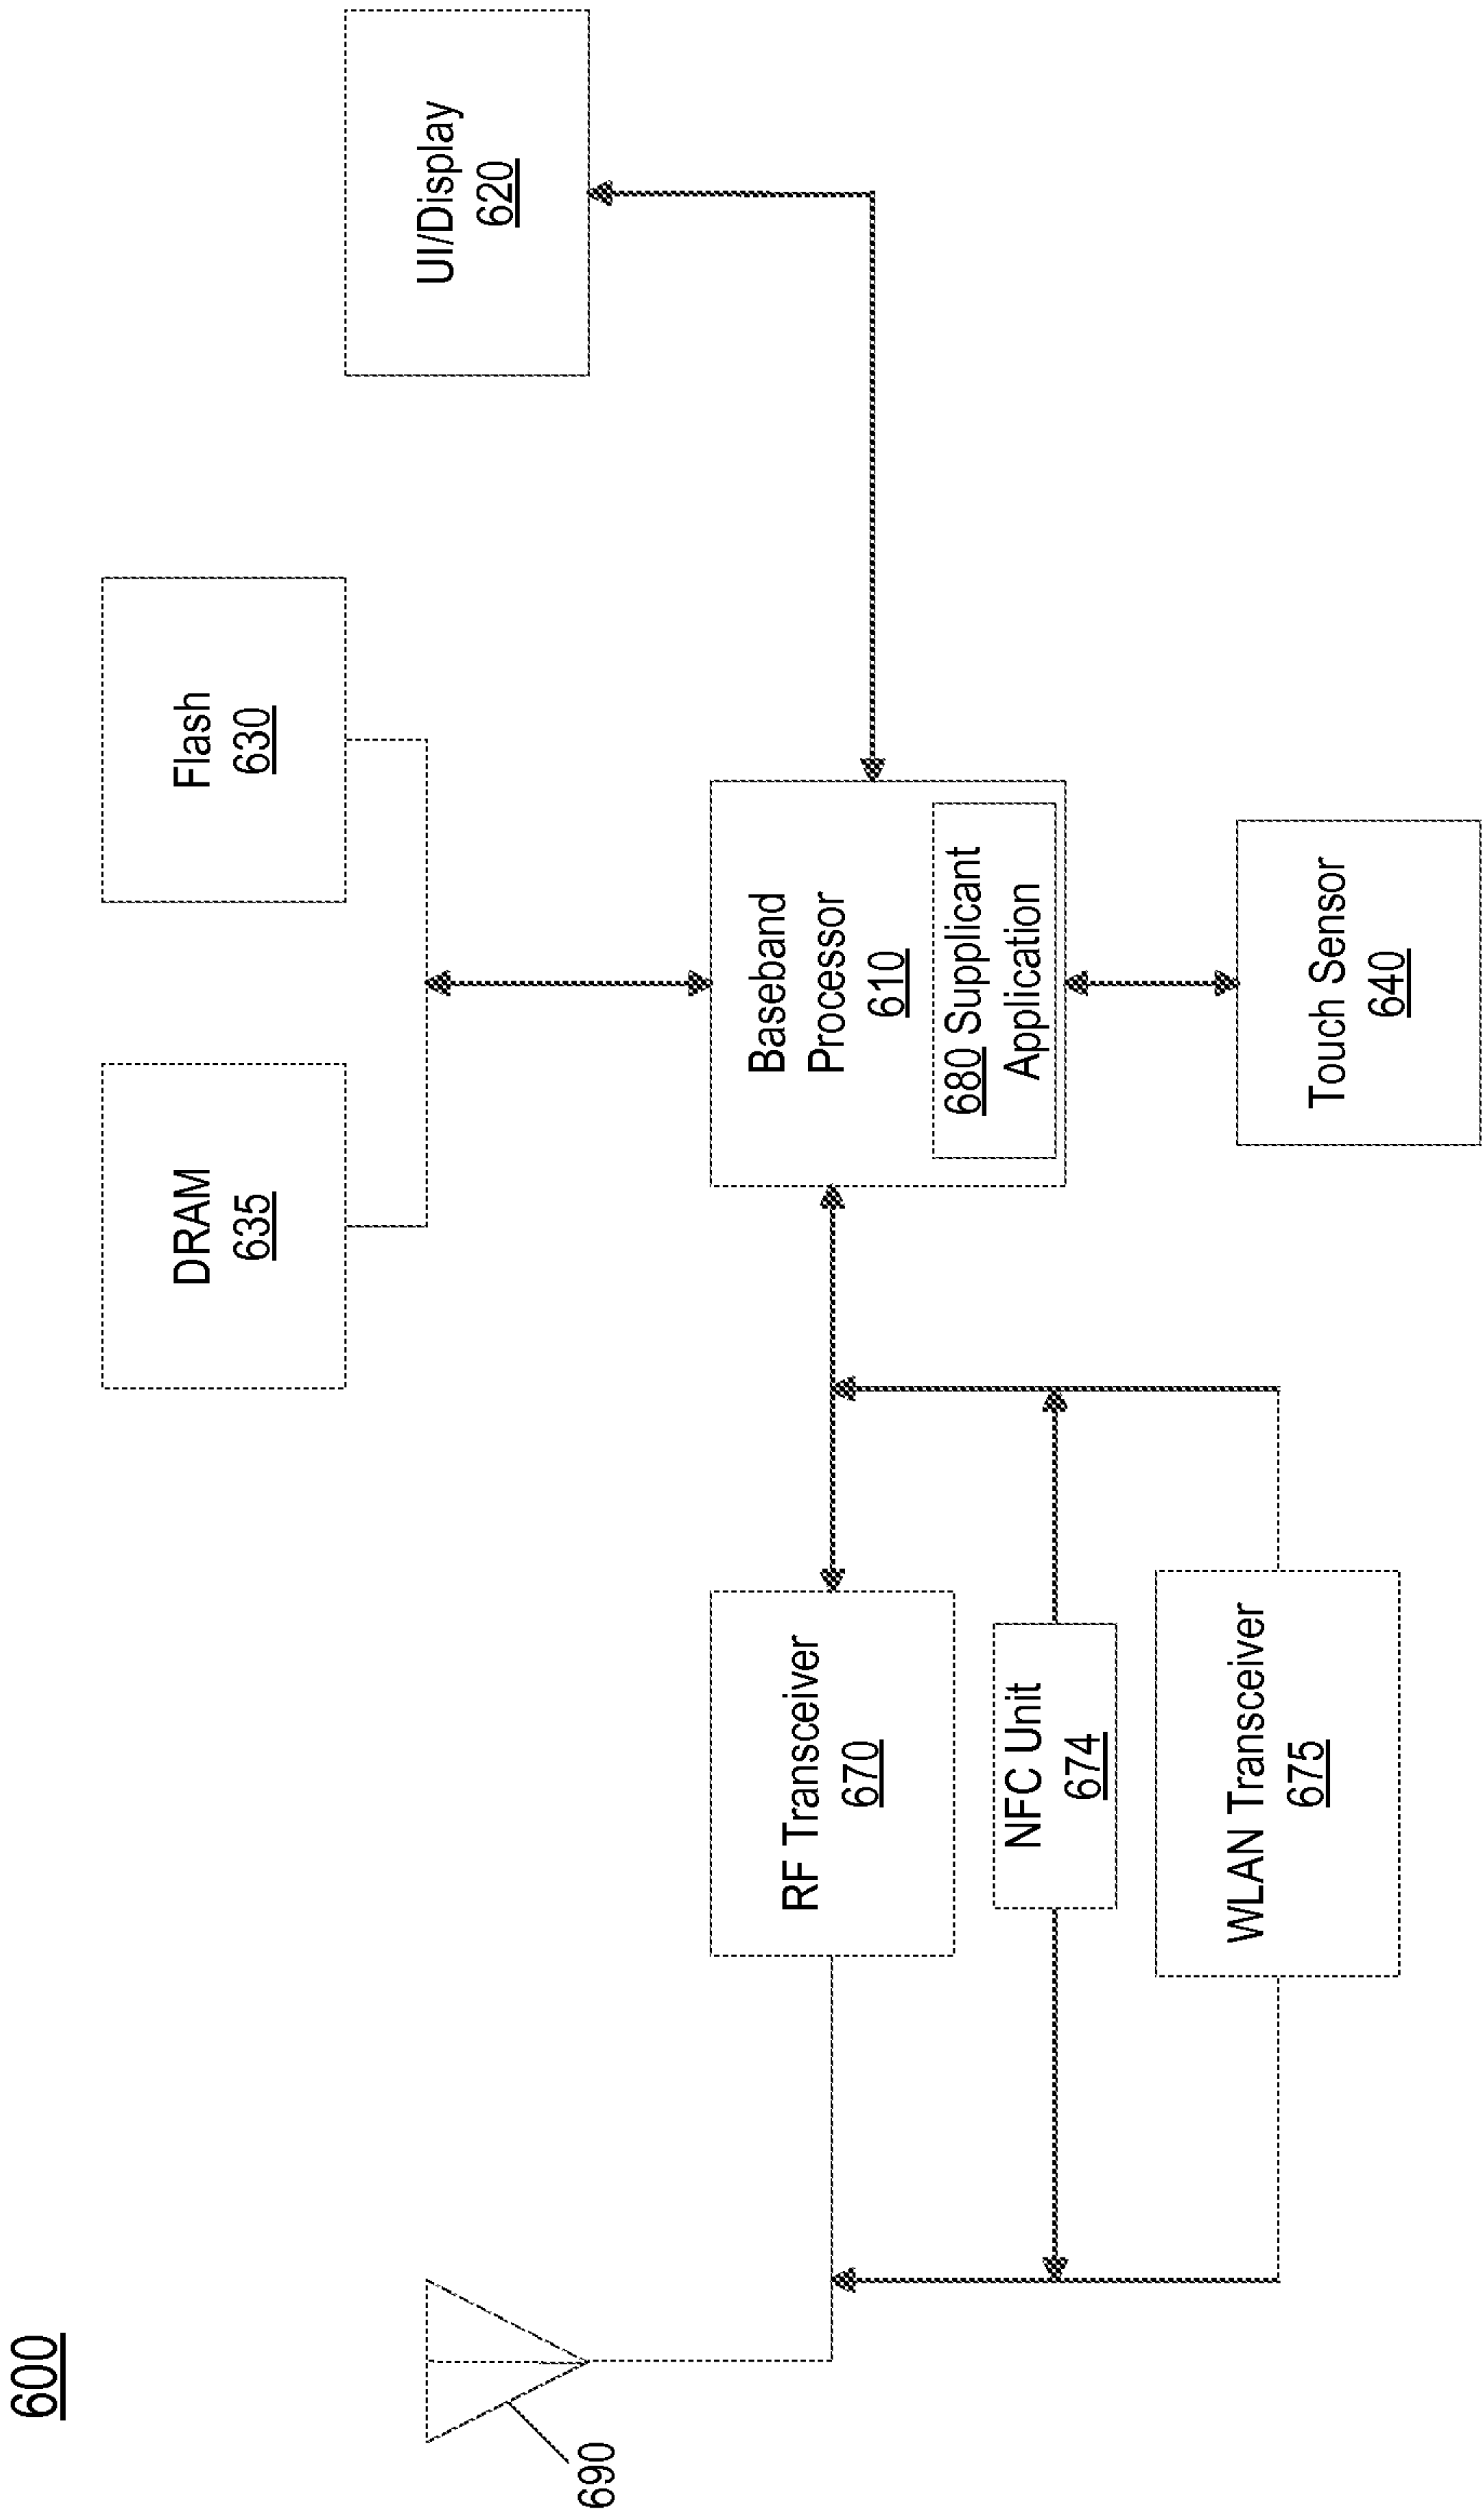 600
UI/Display
620
Flash
630
DRAM
635
Baseband
Processor
610
680 Supplicant
Application
Touch Sensor
640
RF Transceiver
670
NFC Unit
674
WLAN Transceiver
675
690